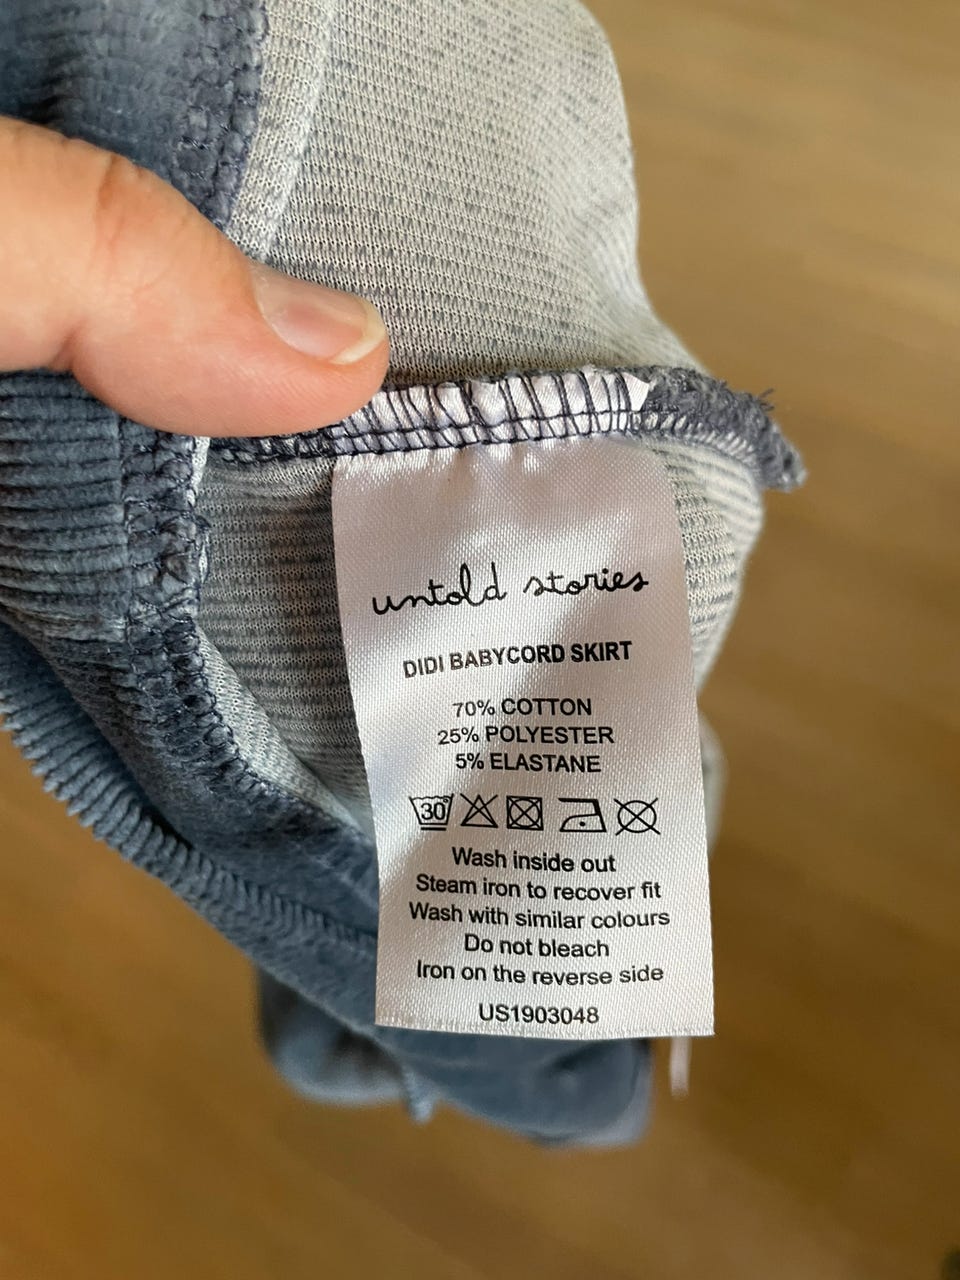 untold stories
DIDI BABYCORD SKIRT
70% COTTON
25% POLYESTER
5% ELASTANE
30°
Wash inside out
Steam iron to recover fit
Wash with similar colours
Do not bleach
Iron on the reverse side
US1903048